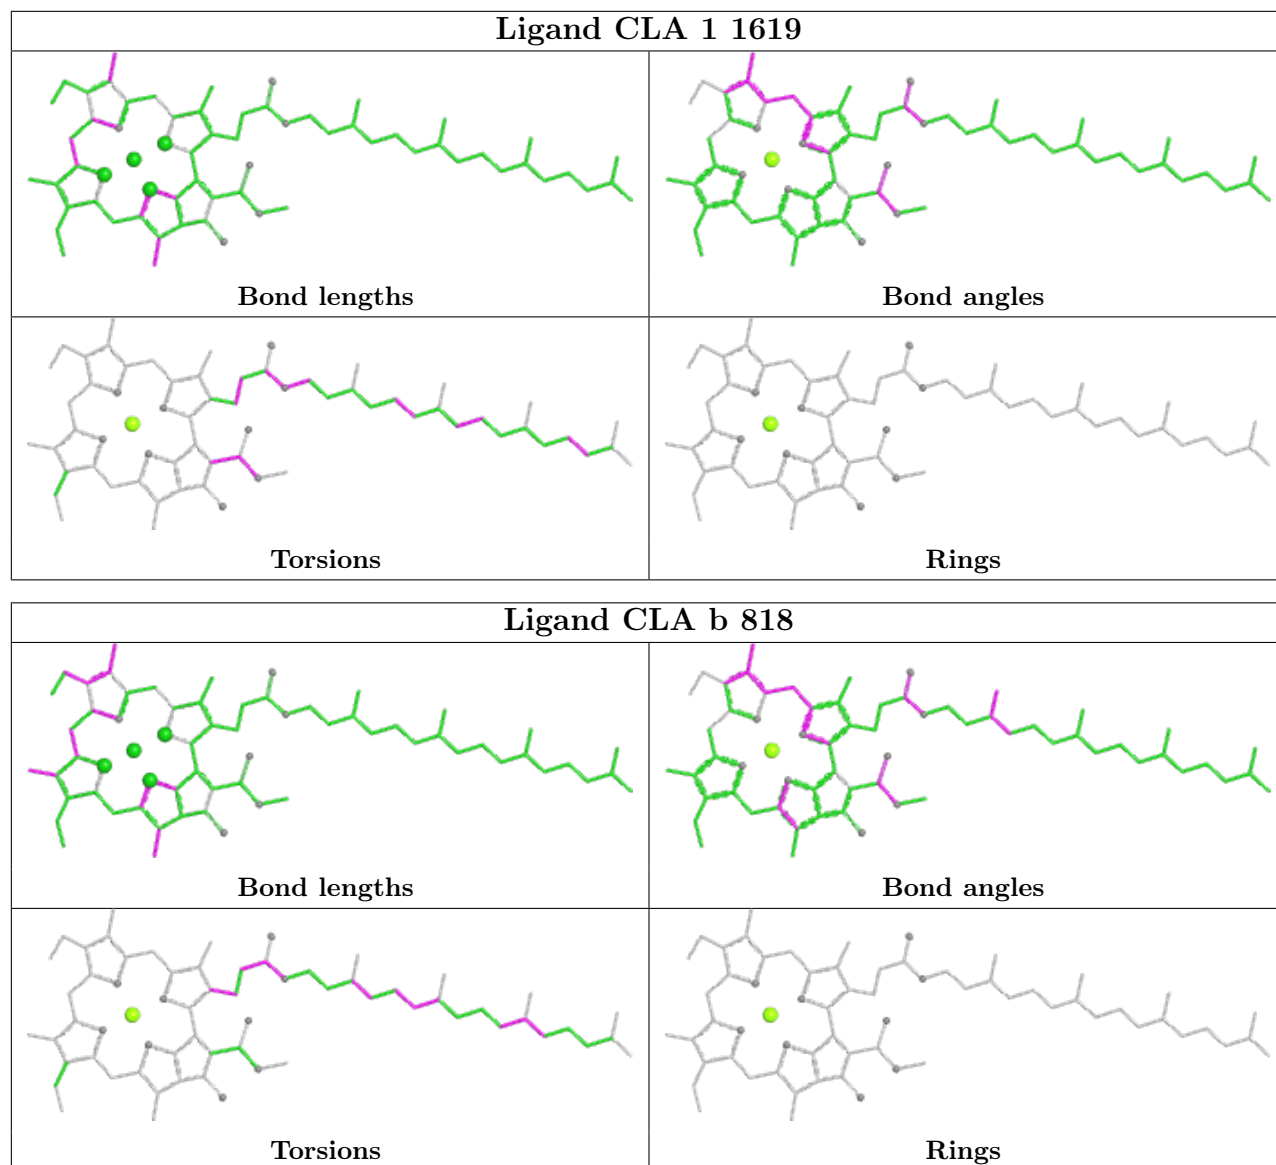 Ligand CLA 1 1619
Bond lengths
Bond angles
Torsions
Rings
Ligand CLA b 818
Bond lengths
Bond angles
Torsions
Rings